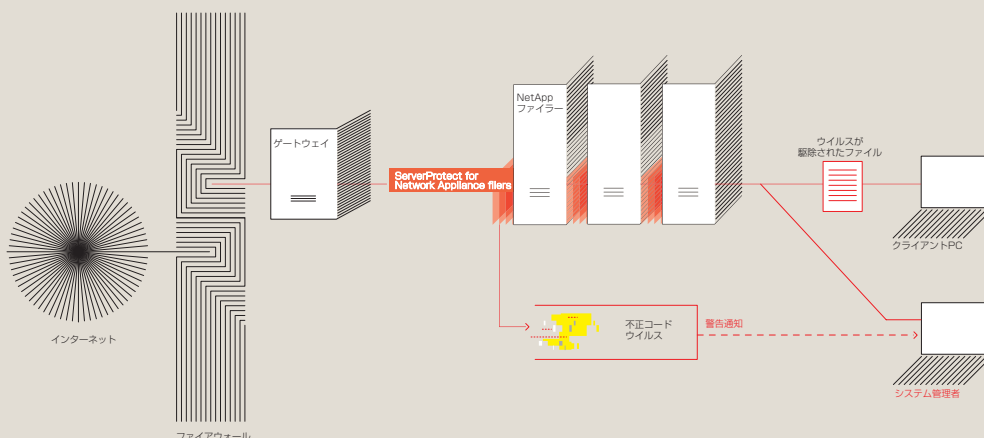 インターネット
ファイアウォール
ゲートウェイ
ServerProtect for
Network Appliance filers
NetApp
ファイラー
ウイルスが
駆除されたファイル
クライアントPC
不正コード
ウイルス
警告通知
システム管理者